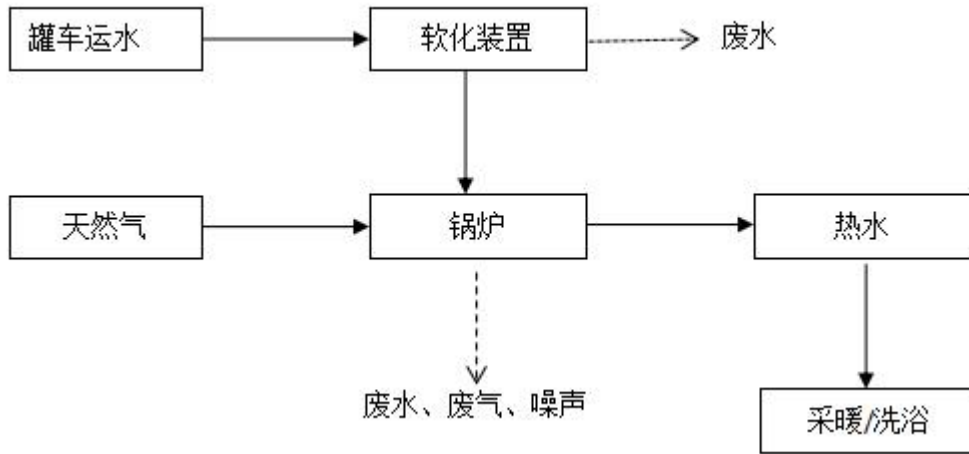 罐车运水
软化装置
废水
天然气
锅炉
热水
废水、废气、噪声
采暖/洗浴